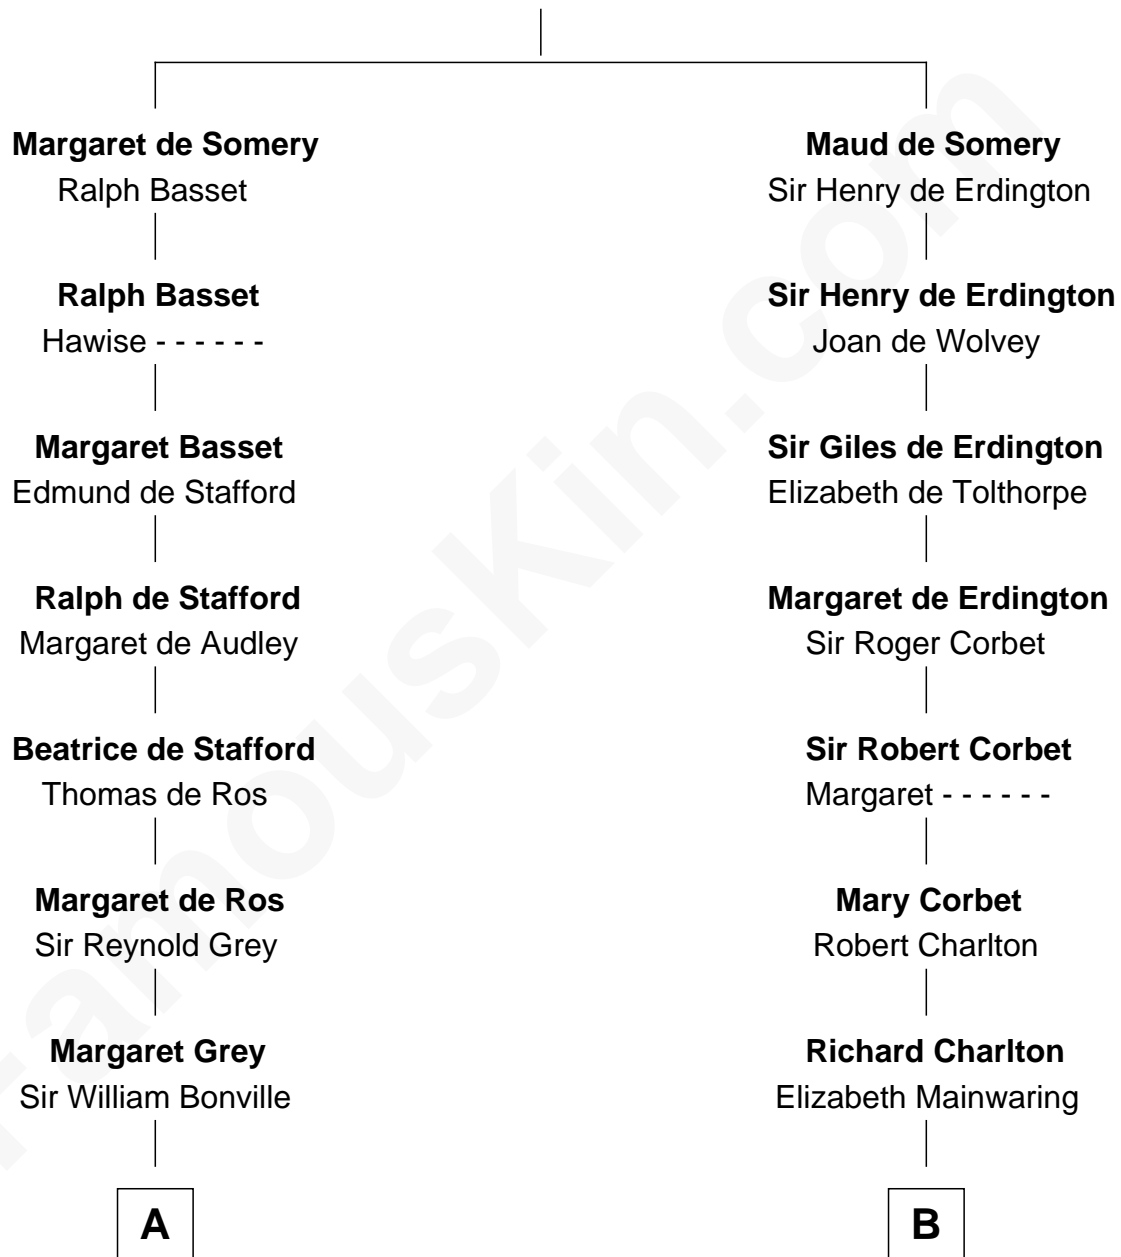 Margaret de Somery
Ralph Basset
Ralph Basset
Hawise - - - - - -
Margaret Basset
Edmund de Stafford
Ralph de Stafford
Margaret de Audley
Beatrice de Stafford
Thomas de Ros
Margaret de Ros
Sir Reynold Grey
Margaret Grey
Sir William Bonville
A
Maud de Somery
Sir Henry de Erdington
Sir Henry de Erdington
Joan de Wolvey
Sir Giles de Erdington
Elizabeth de Tolthorpe
Margaret de Erdington
Sir Roger Corbet
Sir Robert Corbet
Margaret - - - - - -
Mary Corbet
Robert Charlton
Richard Charlton
Elizabeth Mainwaring
B
FamousKin.com